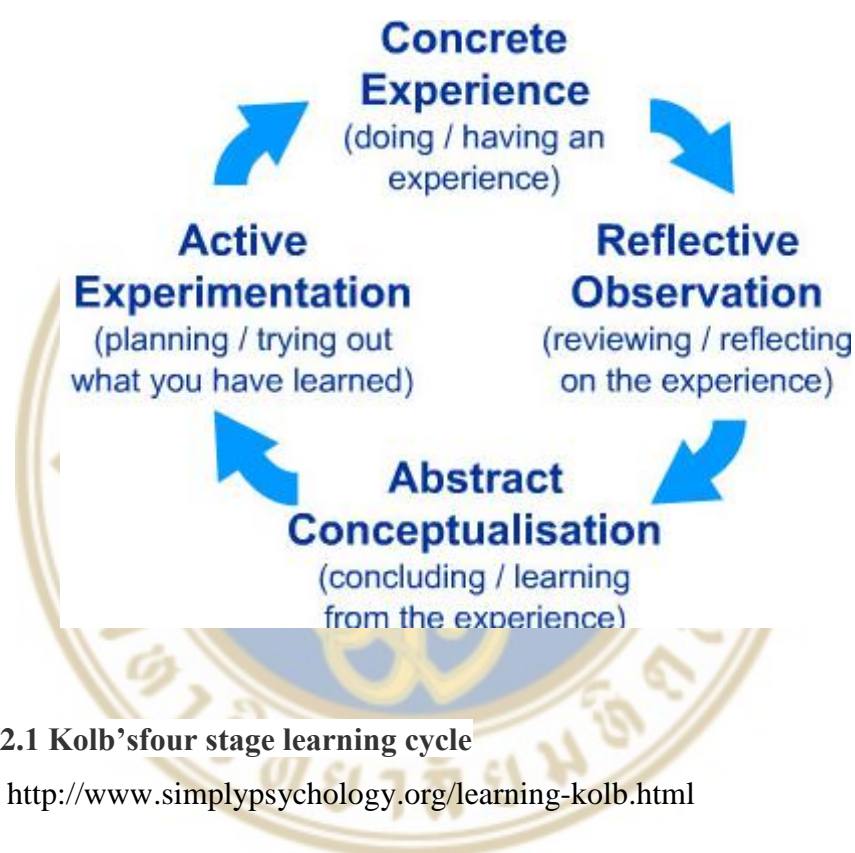 Concrete
Experience
(doing / having an
experience)
Active
Experimentation
(planning / trying out
what you have learned)
Reflective
Observation
(reviewing / reflecting
on the experience)
Abstract
Conceptualisation
(concluding / learning
from the experience)
2.1 Kolb’sfour stage learning cycle
http://www.simplypsychology.org/learning-kolb.html